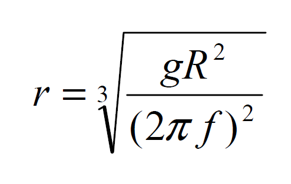 r = ∛(gR² / (2πf)²)